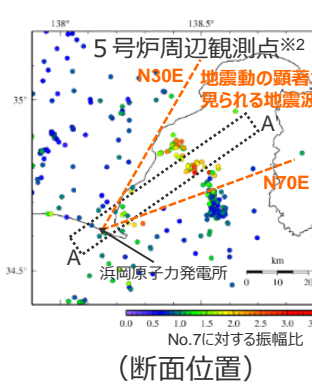 138° 138.5°
５号炉周辺観測点※2
N30E
地震動の顕著
見られる地震波
35°
A
N70E
A'
浜岡原子力発電所
34.5°
km
0 10 20
0.0 0.5 1.0 1.5 2.0 2.5 3.0
No.7に対する振幅比
（断面位置）